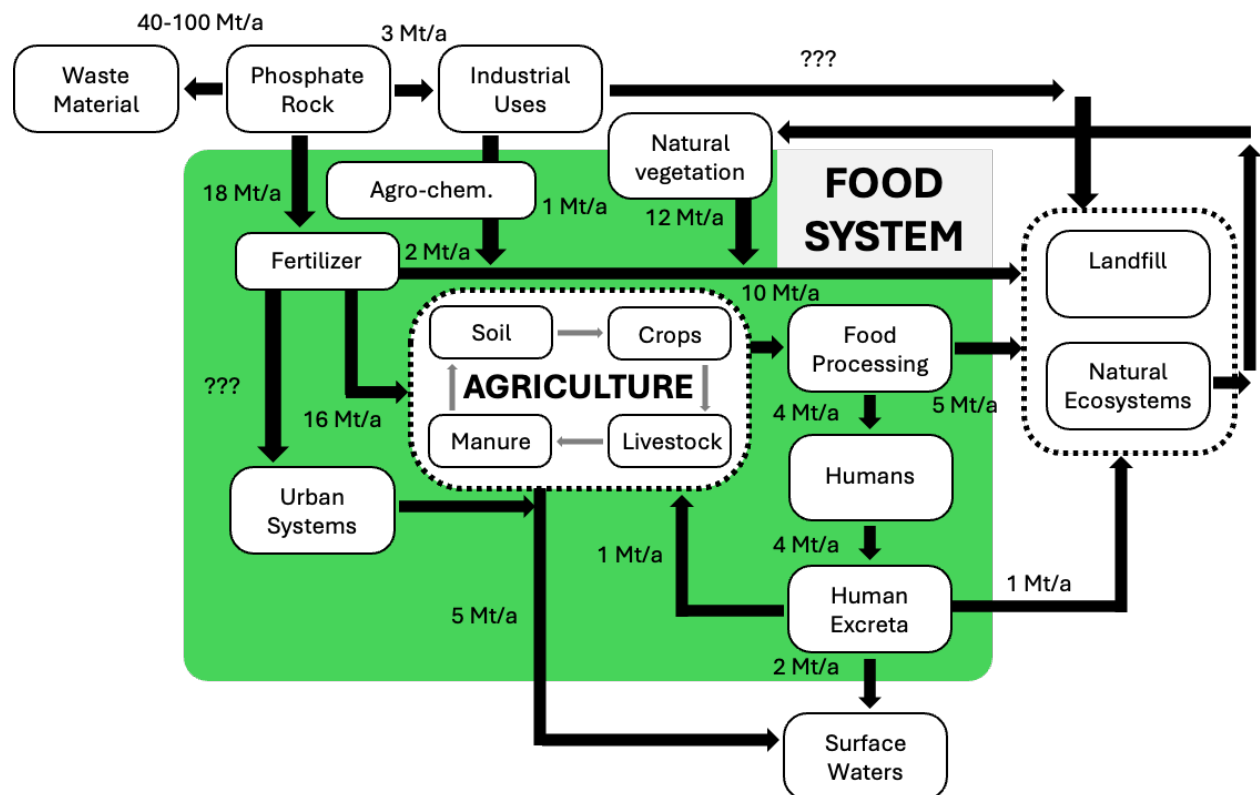 40-100 Mt/a
3 Mt/a
???
Waste
Material
Phosphate
Rock
Industrial
Uses
Natural
vegetation
FOOD
SYSTEM
18 Mt/a
Agro-chem.
1 Mt/a
12 Mt/a
Fertilizer
2 Mt/a
10 Mt/a
Landfill
Soil
Crops
Food
Processing
AGRICULTURE
Natural
Ecosystems
???
16 Mt/a
Manure
Livestock
4 Mt/a
5 Mt/a
Humans
Urban
Systems
4 Mt/a
1 Mt/a
1 Mt/a
Human
Excreta
5 Mt/a
2 Mt/a
Surface
Waters